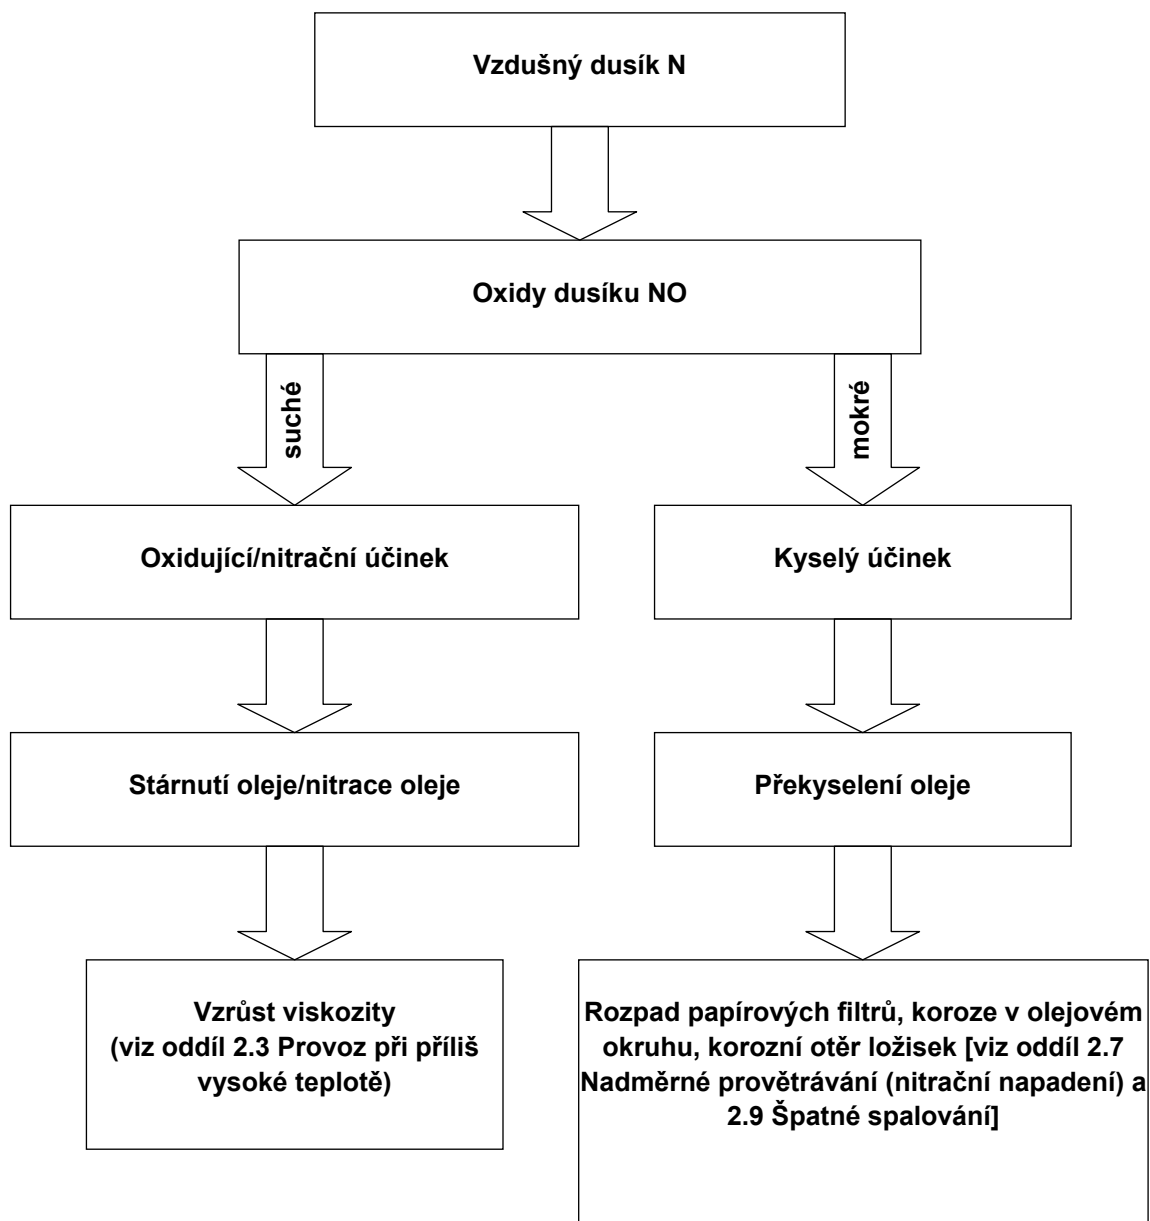 Vzdušný dusík N
Oxidy dusíku NO
suché
mokré
Oxidující/nitrační účinek
Kyselý účinek
Stárnutí oleje/nitrace oleje
Překyselení oleje
Vzrůst viskozity
(viz oddíl 2.3 Provoz při příliš
vysoké teplotě)
Rozpad papírových filtrů, koroze v olejovém
okruhu, korozní otěr ložisek [viz oddíl 2.7
Nadměrné provětrávání (nitrační napadení) a
2.9 Špatné spalování]